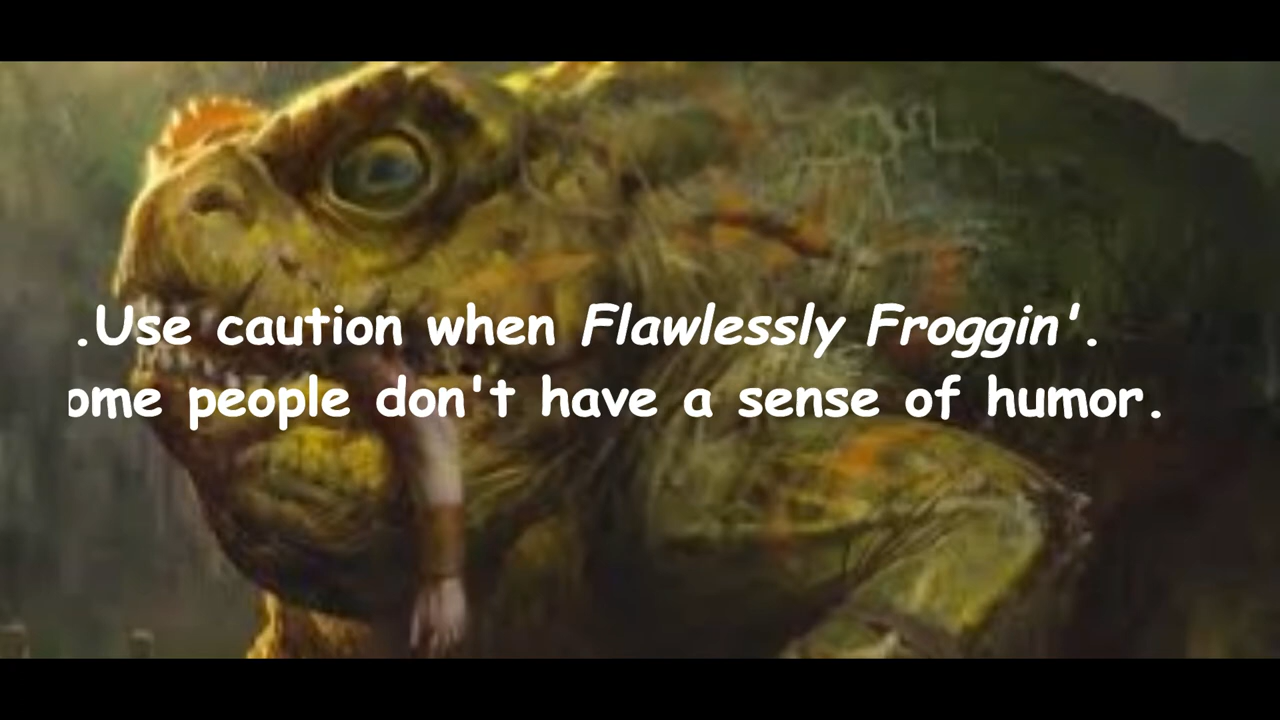 .Use caution when Flawlessly Froggin'.
ome people don't have a sense of humor.